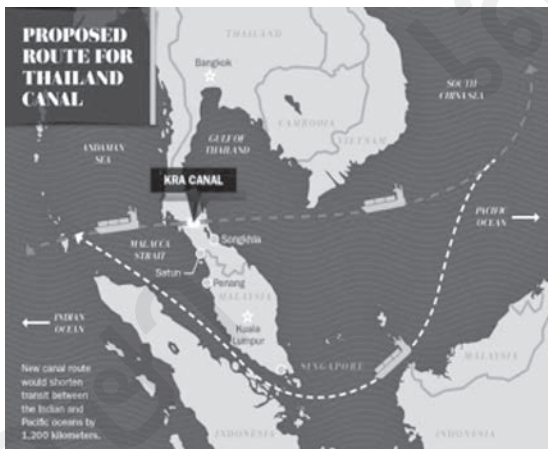 PROPOSED
ROUTE FOR
THAILAND
CANAL
THAILAND
Bangkok
SOUTH
CHINA SEA
CAMBODIA
VIETNAM
GULF OF
THAILAND
ANDAMAN
SEA
KRA CANAL
PACIFIC
OCEAN
MALACCA
STRAIT
Songkhla
Satun
Penang
MALAYSIA
INDIAN
OCEAN
Kuala
Lumpur
SINGAPORE
MALAYSIA
New canal route
would shorten
transit between
the Indian and
Pacific oceans by
1,200 kilometers.
INDONESIA
INDONESIA